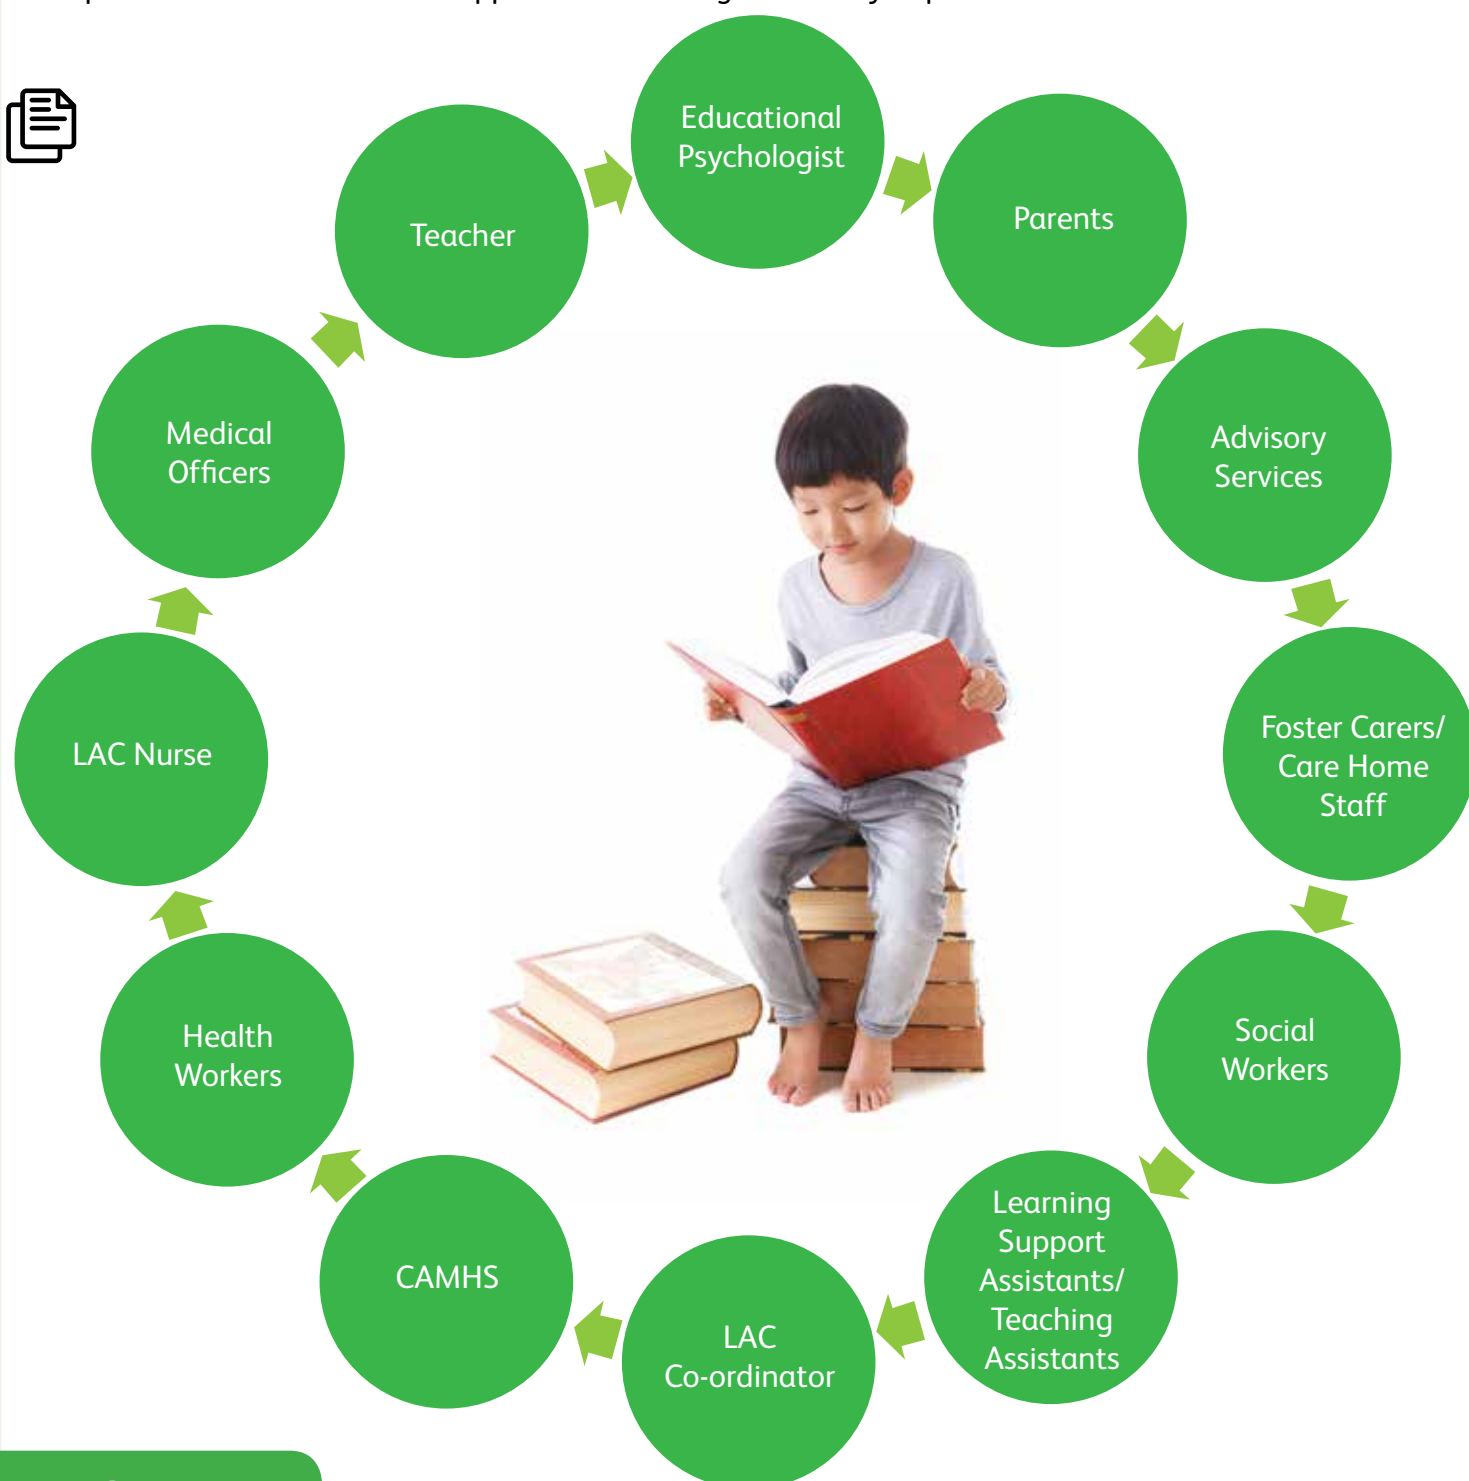 Educational
Psychologist
Parents
Advisory
Services
Foster Carers/
Care Home
Staff
Social
Workers
Learning
Support
Assistants/
Teaching
Assistants
LAC
Co-ordinator
CAMHS
Health
Workers
LAC Nurse
Medical
Officers
Teacher